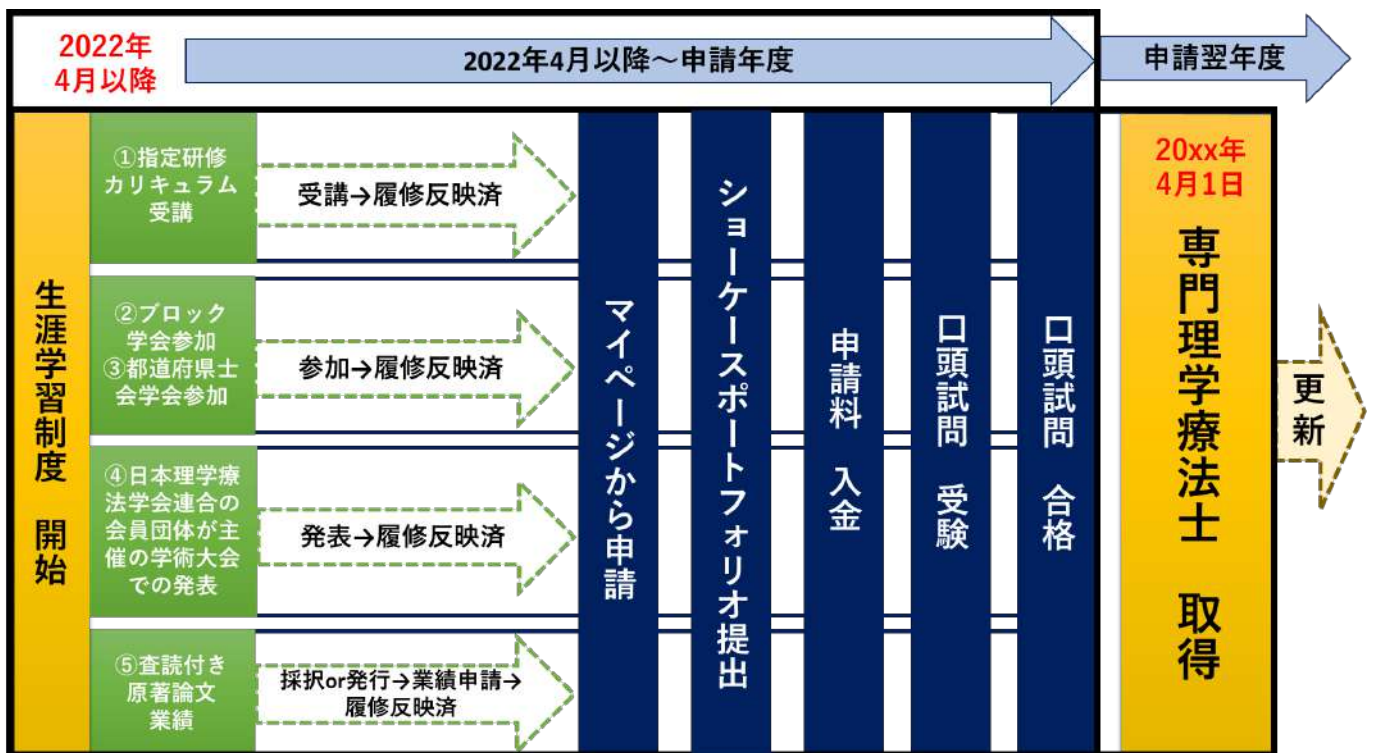 2022年
4月以降
2022年4月以降～申請年度
申請翌年度
生涯学習制度 開始
①指定研修
カリキュラム
受講
受講→履修反映済
②ブロック
学会参加
③都道府県士
会学会参加
参加→履修反映済
④日本理学療
法学会連合の
会員団体が主
催の学術大会
での発表
発表→履修反映済
⑤査読付き
原著論文
業績
採択or発行→業績申請→
履修反映済
マイページから申請
ショーケースポートフォリオ提出
申請料 入金
口頭試問 受験
口頭試問 合格
20xx年
4月1日
専門理学療法士 取得
更新